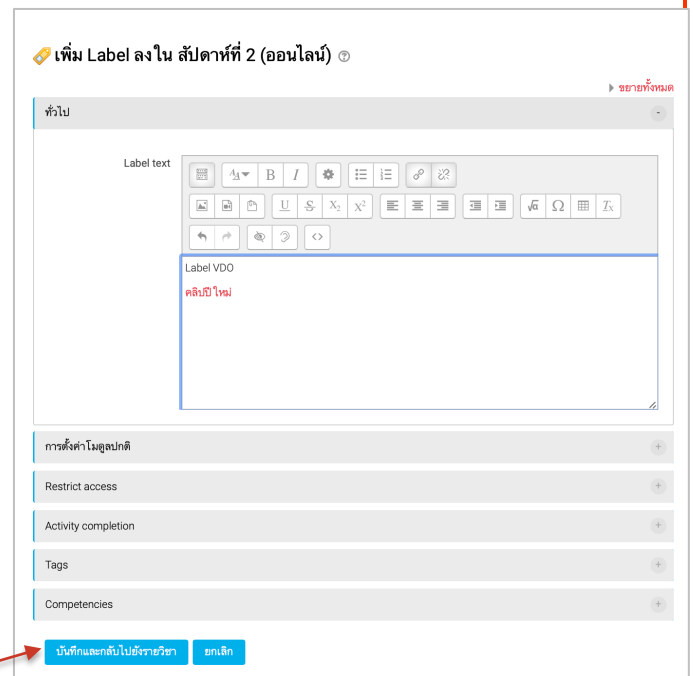 เพิ่ม Label ลงใน สัปดาห์ที่ 2 (ออนไลน์)
ขยายทั้งหมด
ทั่วไป
Label text
Label VDO
คลิปปีใหม่
การตั้งค่าโมดูลปกติ
Restrict access
Activity completion
Tags
Competencies
บันทึกและกลับไปยังรายวิชา ยกเลิก